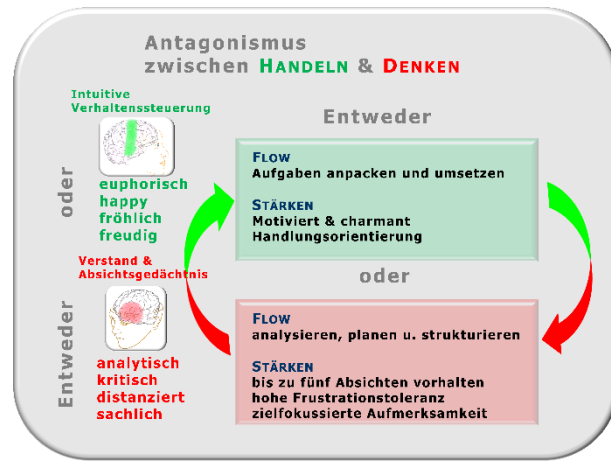 Antagonismus
zwischen HANDELN & DENKEN
Intuitive
Verhaltenssteuerung
euphorisch
happy
fröhlich
freudig
oder
Entweder
FLOW
Aufgaben anpacken und umsetzen
STÄRKEN
Motiviert & charmant
Handlungsorientierung
Verstand &
Absichtsgedächtnis
analytisch
kritisch
distanziert
sachlich
Entweder
oder
FLOW
analysieren, planen u. strukturieren
STÄRKEN
bis zu fünf Absichten vorhalten
hohe Frustrationstoleranz
zielfokussierte Aufmerksamkeit